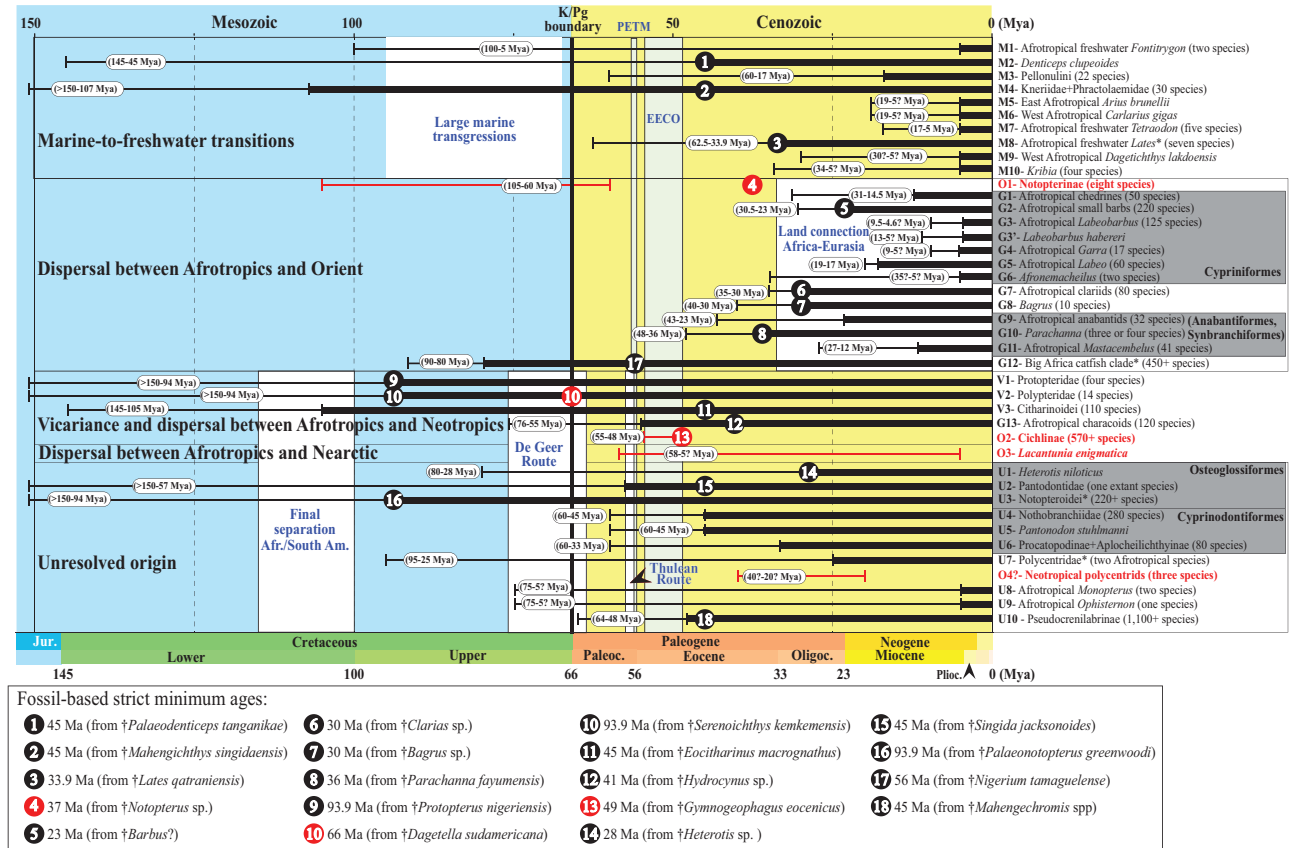 150
Mesozoic
100
K/Pg
boundary
PETM
50
Cenozoic
0 (Mya)
(100-5 Mya)
M1- Afrotropical freshwater Fontitrygon (two species)
(145-45 Mya)
1
M2- Denticeps clupeoides
(60-17 Mya)
M3- Pellonulini (22 species)
(>150-107 Mya)
2
M4- Kneriidae+Phractolaemidae (30 species)
(19-5? Mya)
M5- East Afrotropical Arius brunellii
Large marine
transgressions
EECO
(19-5? Mya)
M6- West Afrotropical Carlarius gigas
(17-5 Mya)
M7- Afrotropical freshwater Tetraodon (five species)
Marine-to-freshwater transitions
(62.5-33.9 Mya)
3
M8- Afrotropical freshwater Lates* (seven species)
(30?-5? Mya)
M9- West Afrotropical Dagetichthys lakdoensis
(34-5? Mya)
M10- Kribia (four species)
(105-60 Mya)
4
O1- Notopterinae (eight species)
(31-14.5 Mya)
G1- Afrotropical chedrines (50 species)
(30.5-23 Mya)
5
G2- Afrotropical small barbs (220 species)
(9.5-4.6? Mya)
G3- Afrotropical Labeobarbus (125 species)
Land connection
Africa-Eurasia
(13-5? Mya)
G3'- Labeobarbus habereri
(9-5? Mya)
G4- Afrotropical Garra (17 species)
Dispersal between Afrotropics and Orient
(19-17 Mya)
G5- Afrotropical Labeo (60 species)
Cypriniformes
(35?-5? Mya)
G6- Afronemacheilus (two species)
(35-30 Mya)
6
G7- Afrotropical clariids (80 species)
(40-30 Mya)
7
G8- Bagrus (10 species)
(43-23 Mya)
G9- Afrotropical anabantids (32 species)
(Anabantiformes,
Synbranchiformes)
(48-36 Mya)
8
G10- Parachanna (three or four species)
(27-12 Mya)
G11- Afrotropical Mastacembelus (41 species)
(90-80 Mya)
17
G12- Big Africa catfish clade* (450+ species)
(>150-94 Mya)
9
V1- Protopteridae (four species)
(>150-94 Mya)
10
10
V2- Polypteridae (14 species)
(145-105 Mya)
11
V3- Citharinoidei (110 species)
Vicariance and dispersal between Afrotropics and Neotropics
(76-55 Mya)
12
G13- Afrotropical characoids (120 species)
(55-48 Mya)
13
O2- Cichlinae (570+ species)
Dispersal between Afrotropics and Nearctic
De Geer
Route
(58-5? Mya)
O3- Lacantunia enigmatica
(80-28 Mya)
14
U1- Heterotis niloticus
Osteoglossiformes
(>150-57 Mya)
15
U2- Pantodontidae (one extant species)
(>150-94 Mya)
16
U3- Notopteroidei* (220+ species)
Final
separation
Afr./South Am.
(60-45 Mya)
U4- Nothobranchiidae (280 species)
Cyprinodontiformes
(60-45 Mya)
U5- Pantonodon stuhlmanni
(60-33 Mya)
U6- Procatopodinae+Aplocheilichthyinae (80 species)
Unresolved origin
(95-25 Mya)
U7- Polycentridae* (two Afrotropical species)
Thulean
Route
(40?-20? Mya)
O4?- Neotropical polycentrids (three species)
(75-5? Mya)
U8- Afrotropical Monopterus (two species)
(75-5? Mya)
U9- Afrotropical Ophisternon (one species)
(64-48 Mya)
18
U10 - Pseudocrenilabrinae (1,100+ species)
Jur.
Cretaceous
Paleogene
Neogene
Lower
Upper
Paleoc.
Eocene
Oligoc.
Miocene
145
100
66
56
33
23
Plioc.
0 (Mya)
Fossil-based strict minimum ages:
1 45 Ma (from †Palaeodenticeps tanganikae)
2 45 Ma (from †Mahengichthys singidaensis)
3 33.9 Ma (from †Lates qatraniensis)
4 37 Ma (from †Notopterus sp.)
5 23 Ma (from †Barbus?)
6 30 Ma (from †Clarias sp.)
7 30 Ma (from †Bagrus sp.)
8 36 Ma (from †Parachanna fayumensis)
9 93.9 Ma (from †Protopterus nigeriensis)
10 66 Ma (from †Dagetella sudamericana)
10 93.9 Ma (from †Serenoichthys kemkemensis)
11 45 Ma (from †Eocitharinus macrognathus)
12 41 Ma (from †Hydrocynus sp.)
13 49 Ma (from †Gymnogeophagus eocenicus)
14 28 Ma (from †Heterotis sp. )
15 45 Ma (from †Singida jacksonoides)
16 93.9 Ma (from †Palaeonotopterus greenwoodi)
17 56 Ma (from †Nigerium tamaguelense)
18 45 Ma (from †Mahengechromis spp)